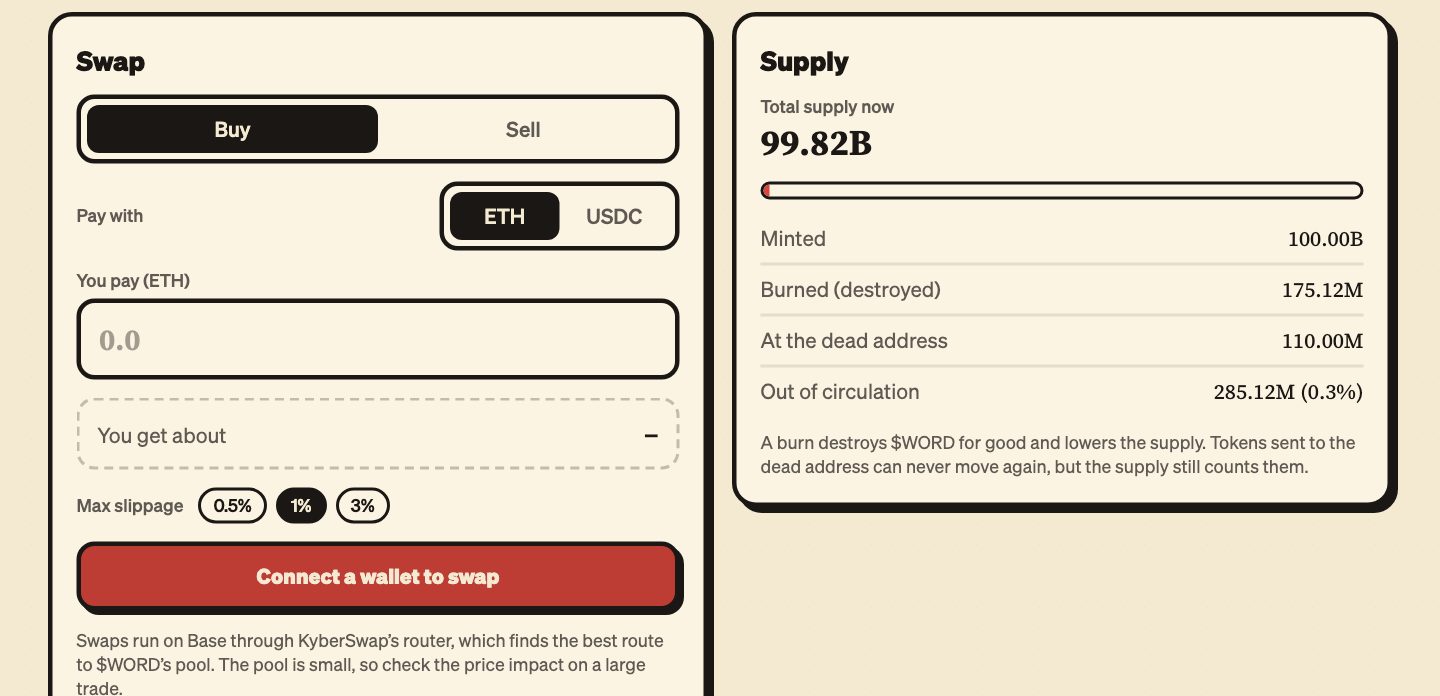 Swap
Buy
Sell
Pay with
ETH
USDC
You pay (ETH)
0.0
You get about
–
Max slippage
0.5%
1%
3%
Connect a wallet to swap
Swaps run on Base through KyberSwap’s router, which finds the best route
to $WORD’s pool. The pool is small, so check the price impact on a large
trade.
Supply
Total supply now
99.82B
Minted 100.00B
Burned (destroyed) 175.12M
At the dead address 110.00M
Out of circulation 285.12M (0.3%)
A burn destroys $WORD for good and lowers the supply. Tokens sent to the
dead address can never move again, but the supply still counts them.